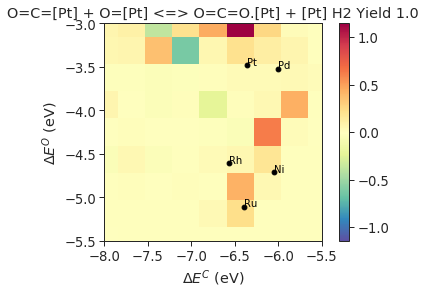 O=C=[Pt] + O=[Pt] <=> O=C=O.[Pt] + [Pt] H2 Yield 1.0
−3.0
−3.5
−4.0
−4.5
−5.0
−5.5
ΔE^O (eV)
Pt
Pd
Rh
Ni
Ru
−8.0 −7.5 −7.0 −6.5 −6.0 −5.5
ΔE^C (eV)
1.0
0.5
0.0
−0.5
−1.0